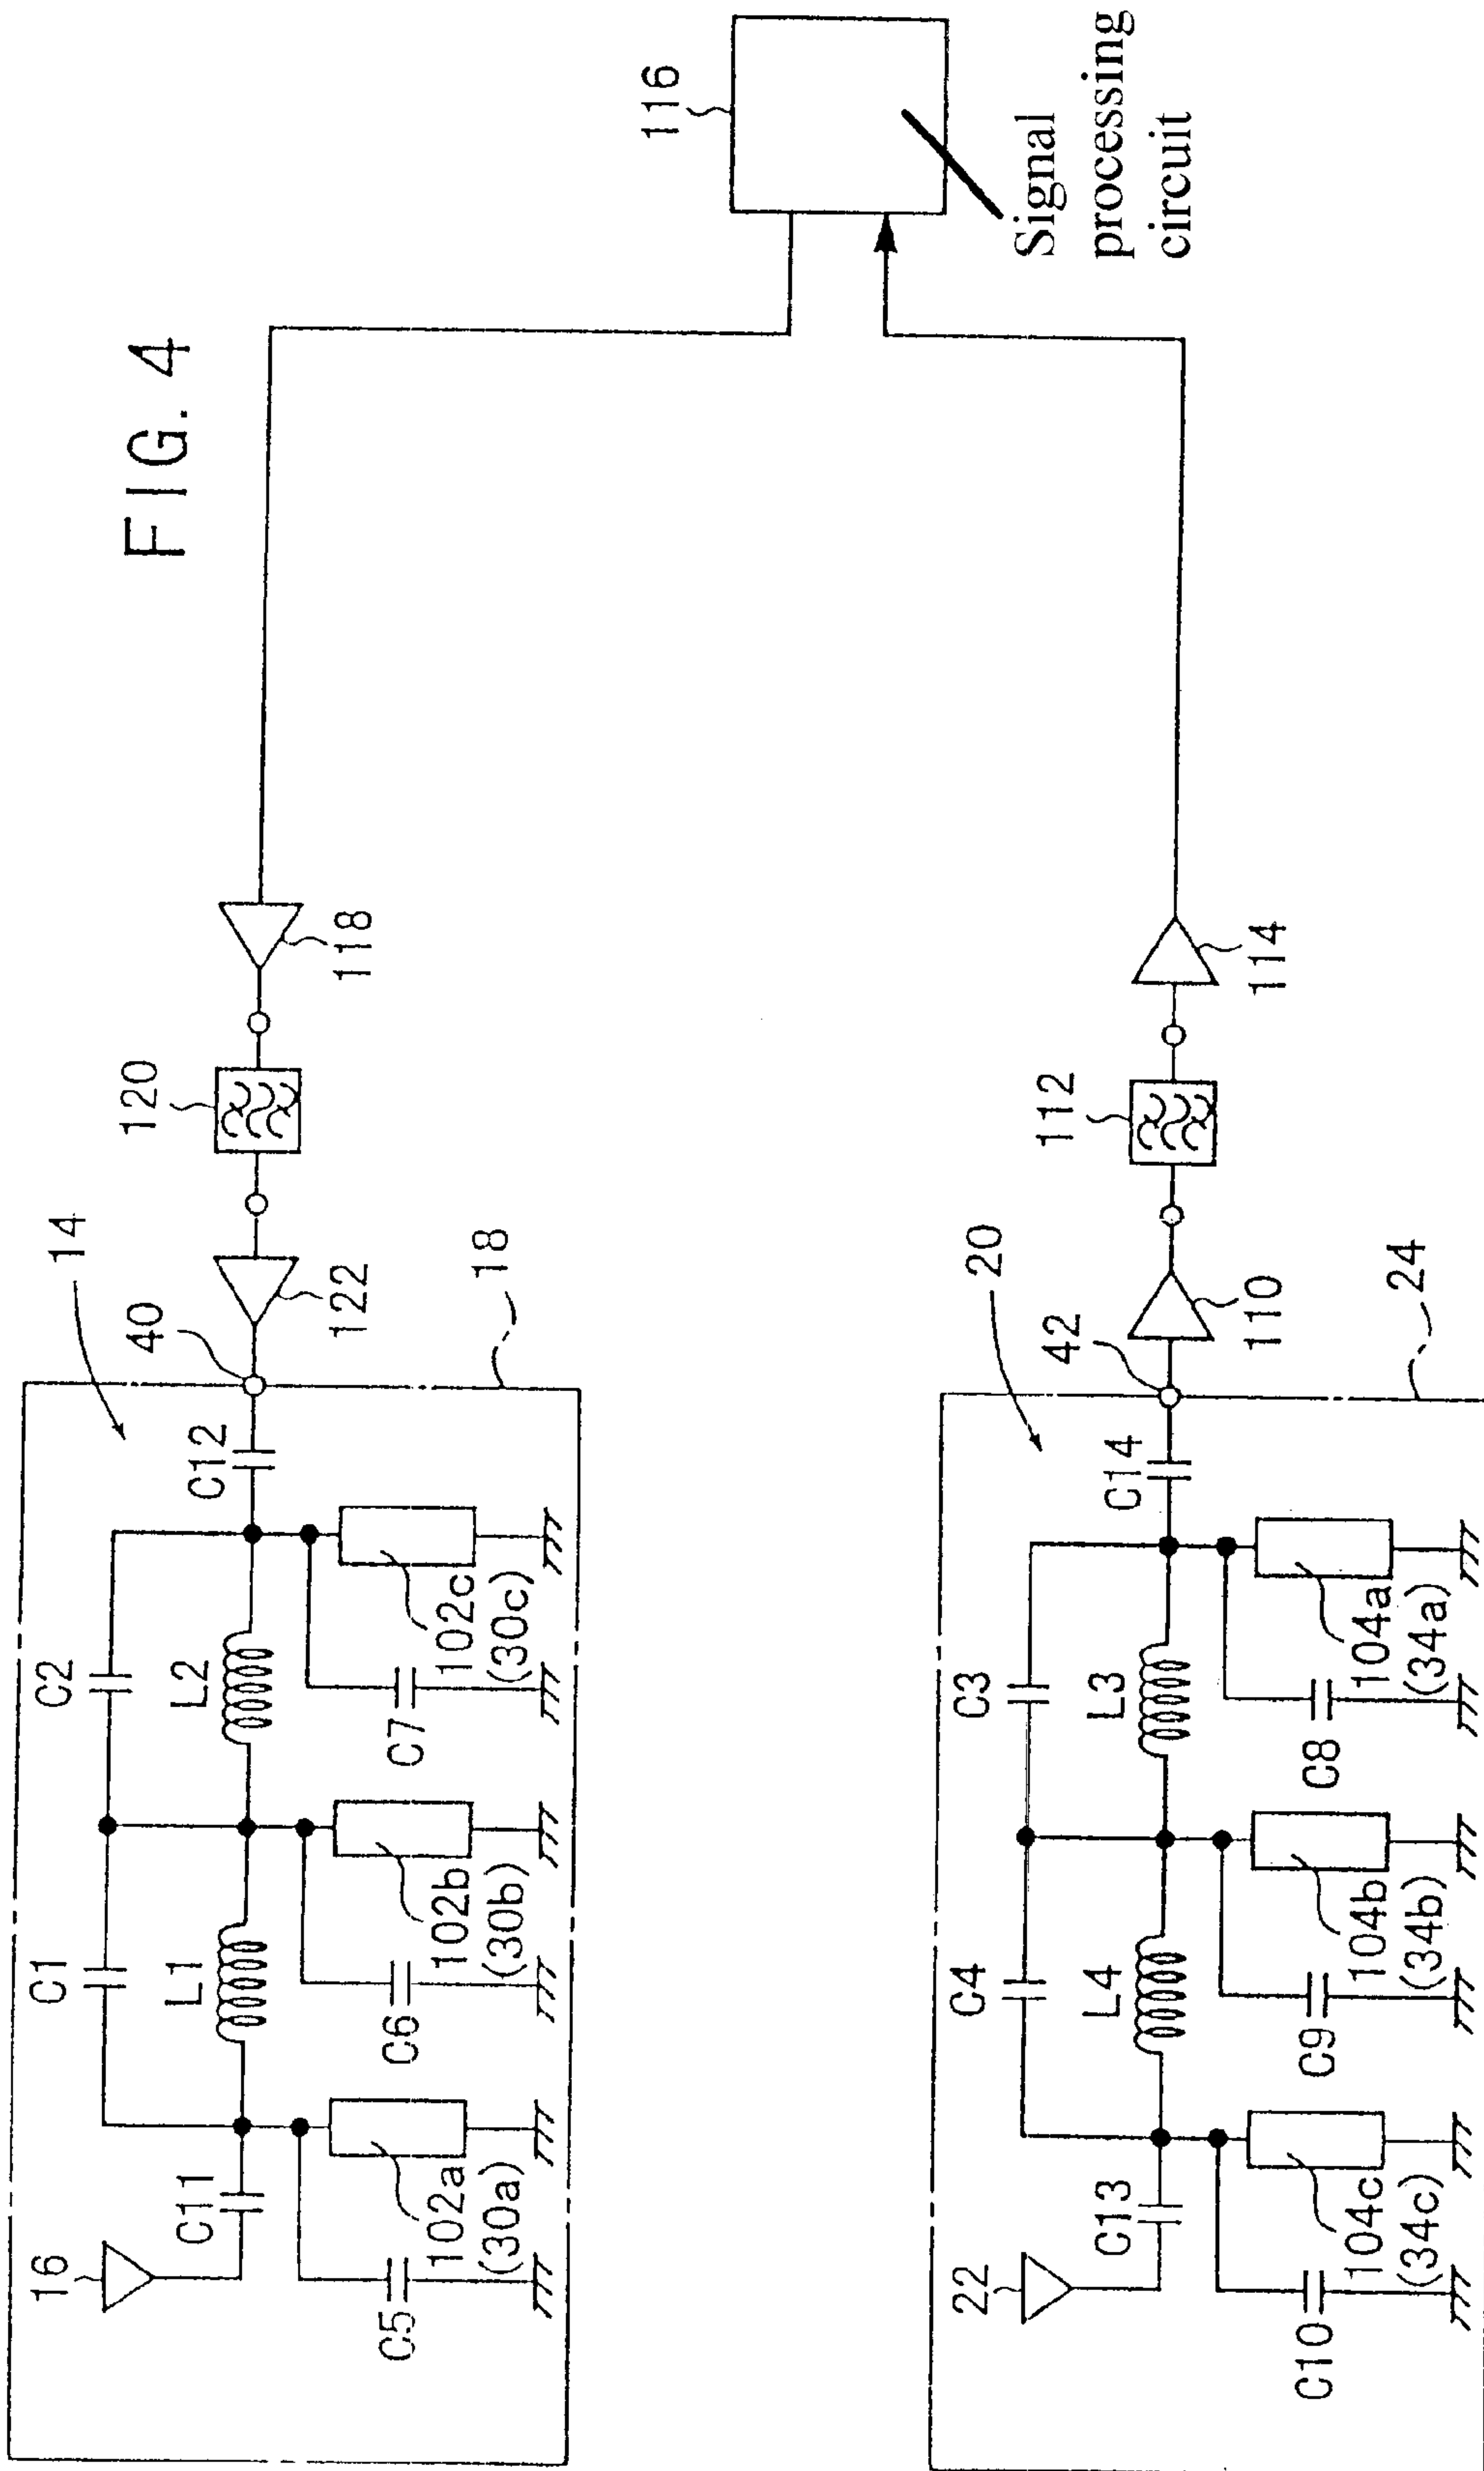 FIG. 4
116
Signal
processing
circuit
118
120
122
40
14
18
C12
C2
L2
C7
102c
(30c)
C1
L1
C6
102b
(30b)
C11
16
C5
102a
(30a)
114
112
110
42
20
24
C14
C3
L3
C8
104a
(34a)
C4
L4
C9
104b
(34b)
C13
22
C10
104c
(34c)